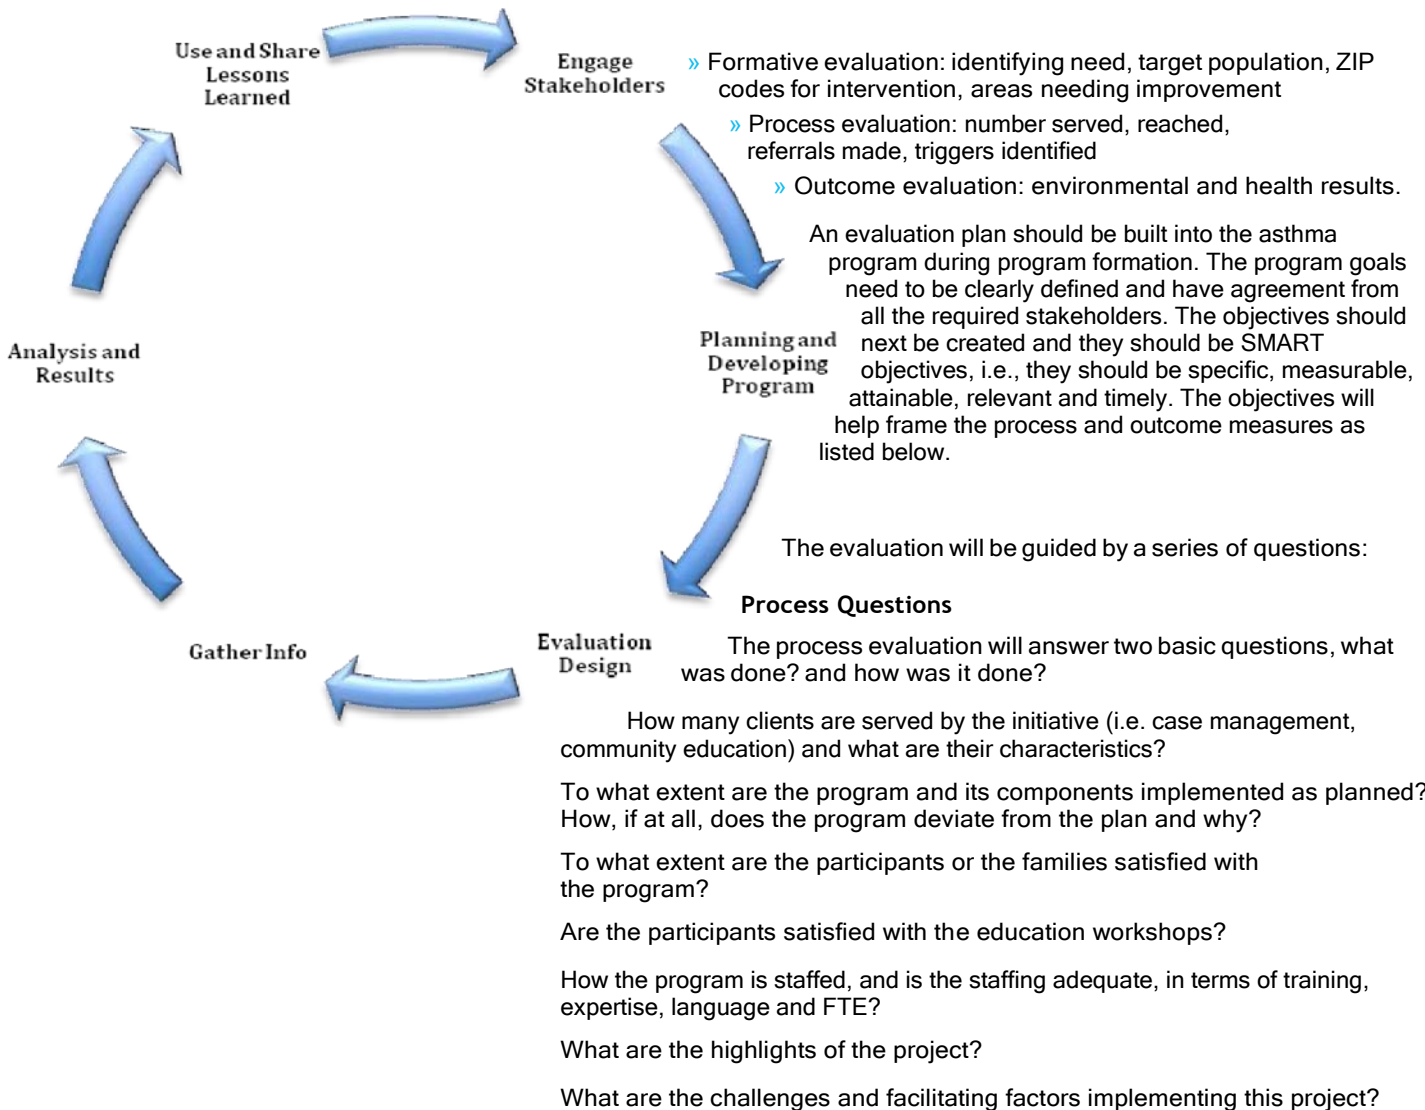 Use and Share
Lessons
Learned
Engage
Stakeholders
Planning and
Developing
Program
Evaluation
Design
Gather Info
Analysis and
Results
» Formative evaluation: identifying need, target population, ZIP
codes for intervention, areas needing improvement
» Process evaluation: number served, reached,
referrals made, triggers identified
» Outcome evaluation: environmental and health results.
An evaluation plan should be built into the asthma
program during program formation. The program goals
need to be clearly defined and have agreement from
all the required stakeholders. The objectives should
next be created and they should be SMART
objectives, i.e., they should be specific, measurable,
attainable, relevant and timely. The objectives will
help frame the process and outcome measures as
listed below.
The evaluation will be guided by a series of questions:
Process Questions
The process evaluation will answer two basic questions, what
was done? and how was it done?
How many clients are served by the initiative (i.e. case management,
community education) and what are their characteristics?
To what extent are the program and its components implemented as planned?
How, if at all, does the program deviate from the plan and why?
To what extent are the participants or the families satisfied with
the program?
Are the participants satisfied with the education workshops?
How the program is staffed, and is the staffing adequate, in terms of training,
expertise, language and FTE?
What are the highlights of the project?
What are the challenges and facilitating factors implementing this project?